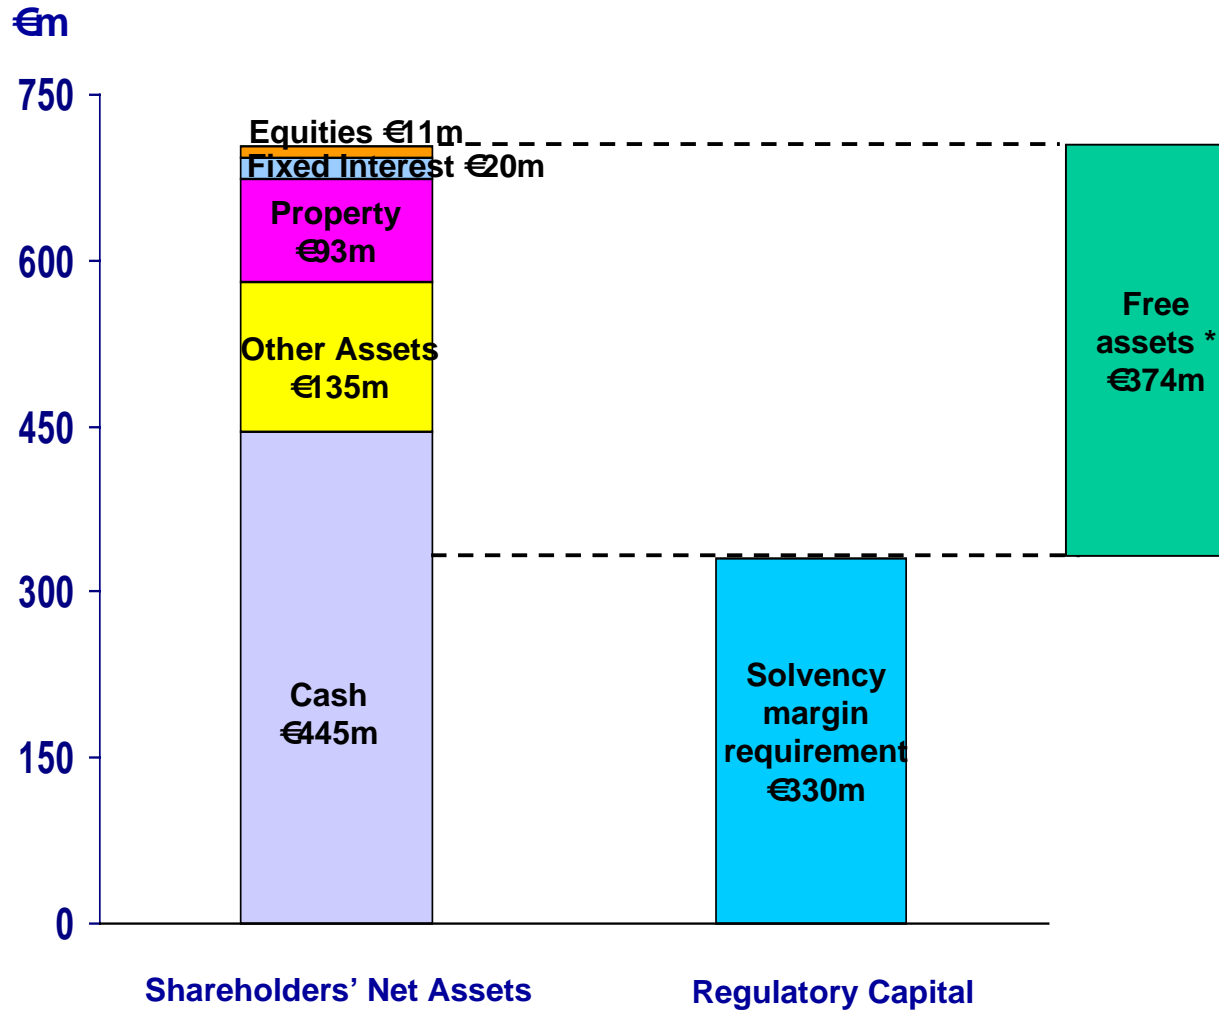 €m
750
600
450
300
150
0
Equities €11m
Fixed Interest €20m
Property
€93m
Other Assets
€135m
Cash
€445m
Solvency
margin
requirement
€330m
Free
assets *
€374m
Shareholders’ Net Assets
Regulatory Capital